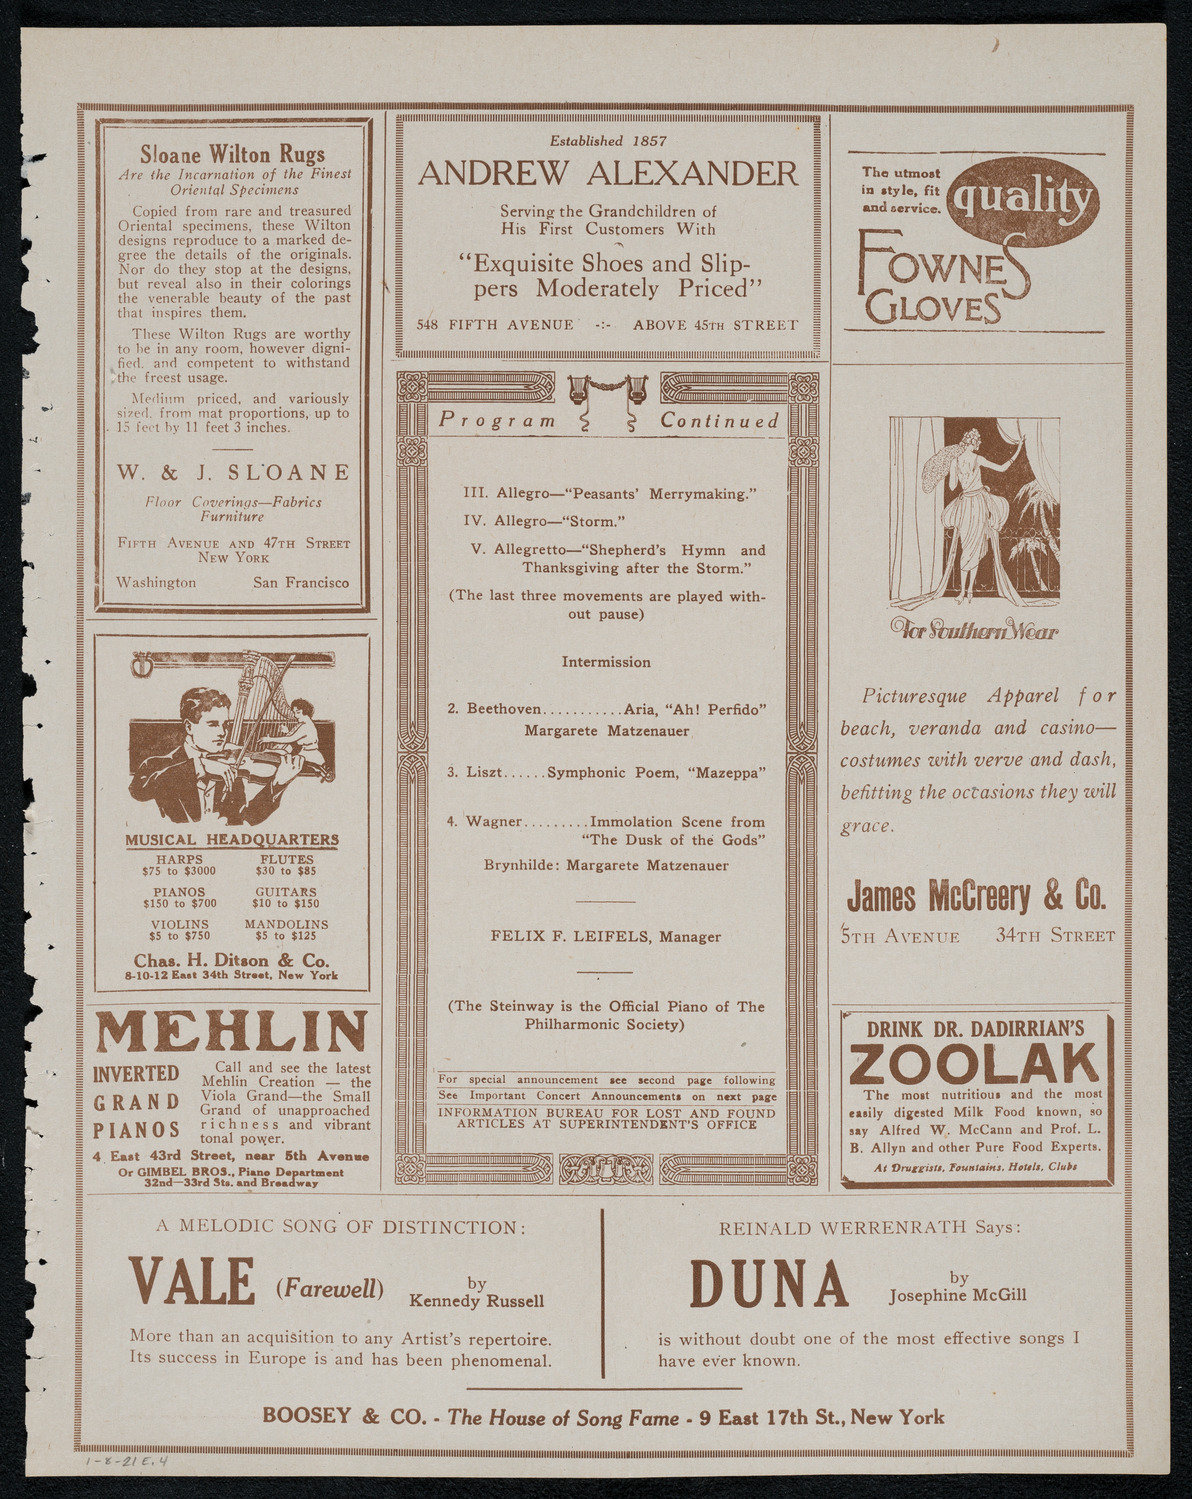 Sloane Wilton Rugs
Are the Incarnation of the Finest
Oriental Specimens
Copied from rare and treasured
Oriental specimens, these Wilton
designs reproduce to a marked de-
gree the details of the originals.
Nor do they stop at the designs,
but reveal also in their colorings
the venerable beauty of the past
that inspires them.
These Wilton Rugs are worthy
to be in any room, however digni-
fied, and competent to withstand
the freest usage.
Medium priced, and variously
sized, from mat proportions, up to
15 feet by 11 feet 3 inches.
W. & J. SLOANE
Floor Coverings—Fabrics
Furniture
FIFTH AVENUE AND 47TH STREET
NEW YORK
Washington San Francisco
MUSICAL HEADQUARTERS
HARPS FLUTES
$75 to $3000 $30 to $85
PIANOS GUITARS
$150 to $700 $10 to $150
VIOLINS MANDOLINS
$5 to $750 $5 to $125
Chas. H. Ditson & Co.
8-10-12 East 34th Street, New York
MEHLIN
INVERTED
GRAND
PIANOS
Call and see the latest
Mehlin Creation — the
Viola Grand—the Small
Grand of unapproached
richness and vibrant
tonal power.
4 East 43rd Street, near 5th Avenue
Or GIMBEL BROS., Piano Department
32nd—33rd Sts. and Broadway
Established 1857
ANDREW ALEXANDER
Serving the Grandchildren of
His First Customers With
"Exquisite Shoes and Slip-
pers Moderately Priced"
548 FIFTH AVENUE -:- ABOVE 45TH STREET
Program Continued
III. Allegro—"Peasants' Merrymaking."
IV. Allegro—"Storm."
V. Allegretto—"Shepherd's Hymn and
Thanksgiving after the Storm."
(The last three movements are played with-
out pause)
Intermission
2. Beethoven...........Aria, "Ah! Perfido"
Margarete Matzenauer
3. Liszt......Symphonic Poem, "Mazeppa"
4. Wagner.........Immolation Scene from
"The Dusk of the Gods"
Brynhilde: Margarete Matzenauer
FELIX F. LEIFELS, Manager
(The Steinway is the Official Piano of The
Philharmonic Society)
For special announcement see second page following
See Important Concert Announcements on next page
INFORMATION BUREAU FOR LOST AND FOUND
ARTICLES AT SUPERINTENDENT'S OFFICE
The utmost
in style, fit
and service.
quality
FOWNES
GLOVES
For Southern Wear
Picturesque Apparel for
beach, veranda and casino—
costumes with verve and dash,
befitting the occasions they will
grace.
James McCreery & Co.
5TH AVENUE 34TH STREET
DRINK DR. DADIRRIAN'S
ZOOLAK
The most nutritious and the most
easily digested Milk Food known, so
say Alfred W. McCann and Prof. L.
B. Allyn and other Pure Food Experts.
At Druggists, Fountains, Hotels, Clubs
A MELODIC SONG OF DISTINCTION:
VALE (Farewell) by
Kennedy Russell
More than an acquisition to any Artist's repertoire.
Its success in Europe is and has been phenomenal.
REINALD WERRENRATH Says:
DUNA by
Josephine McGill
is without doubt one of the most effective songs I
have ever known.
BOOSEY & CO. - The House of Song Fame - 9 East 17th St., New York
1-8-21 E. 4